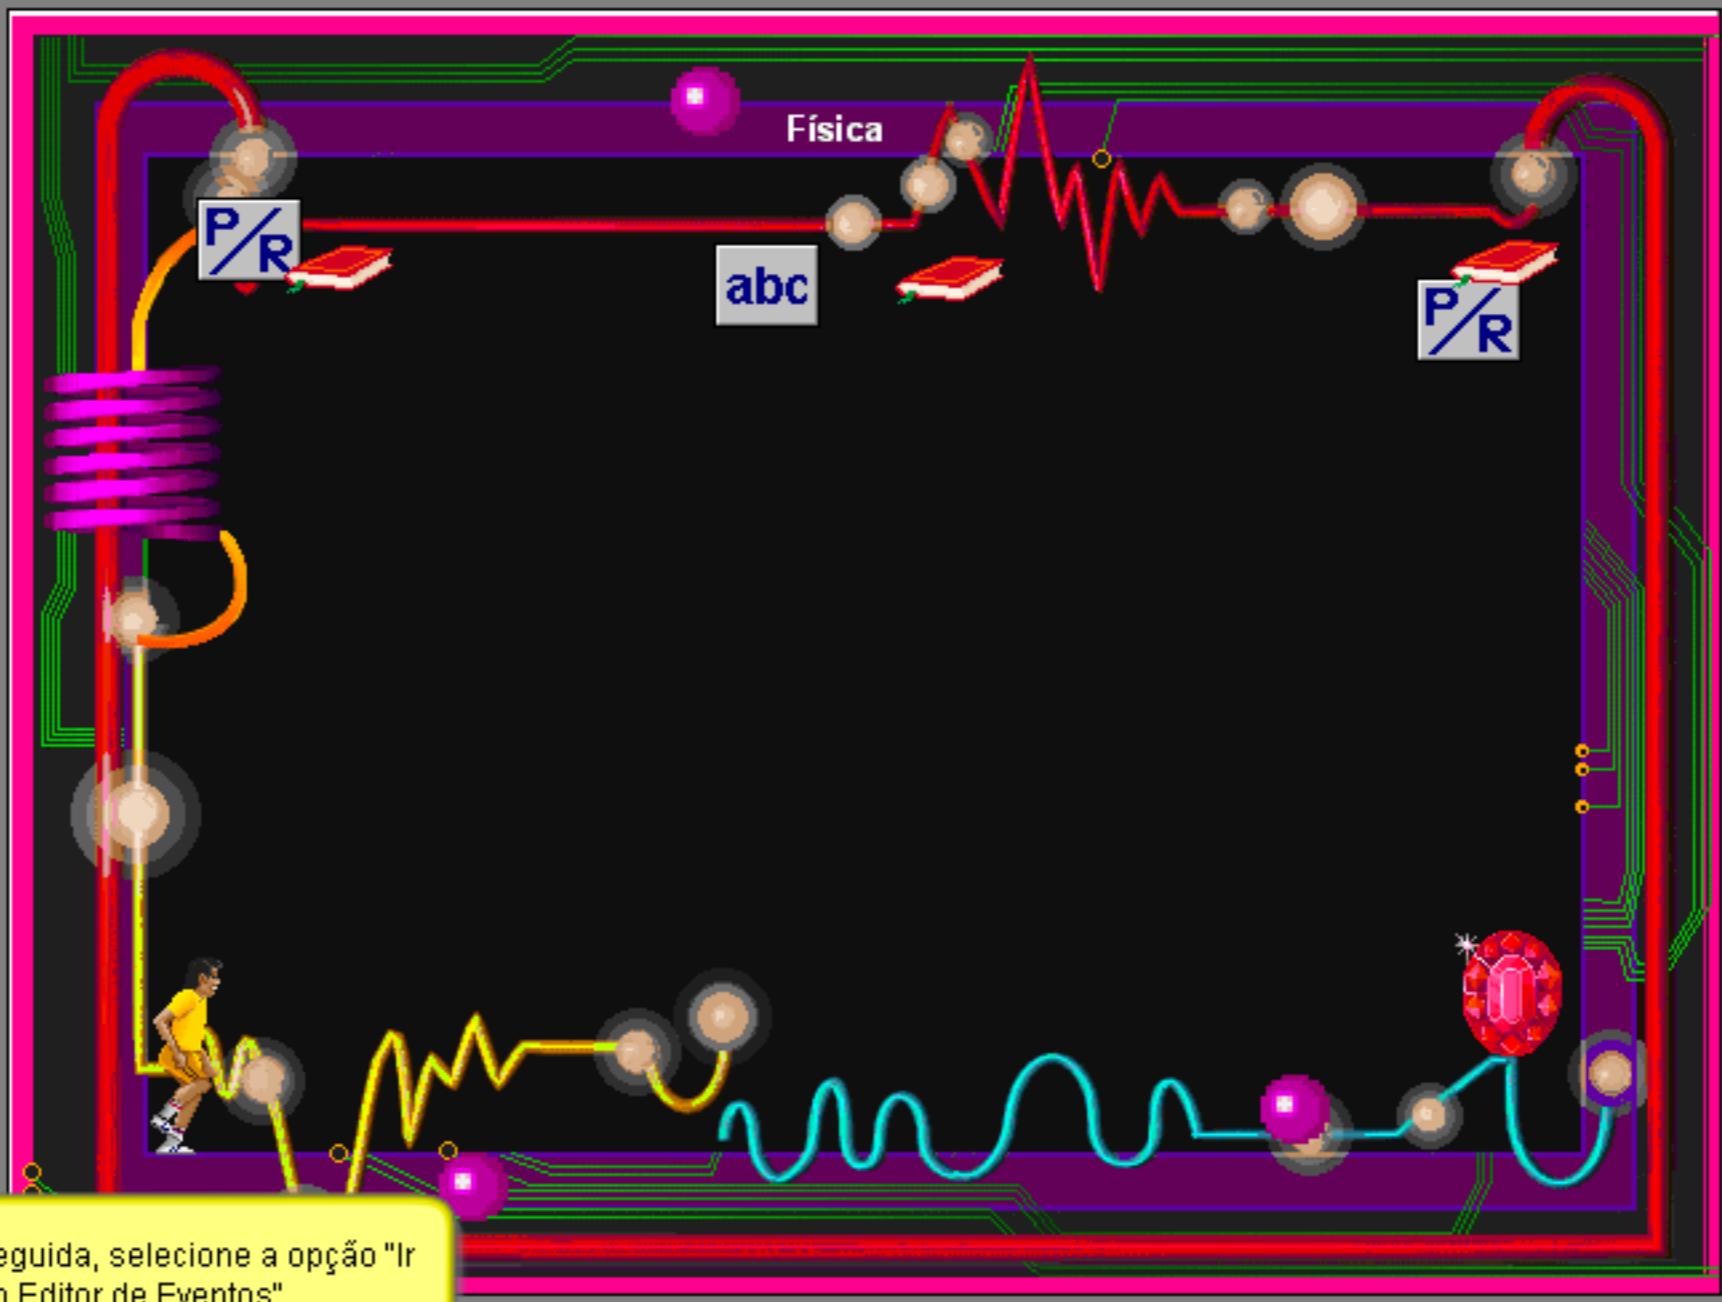 Física
P/R
abc
P/R
eguida, selecione a opção "Ir
o Editor de Eventos"